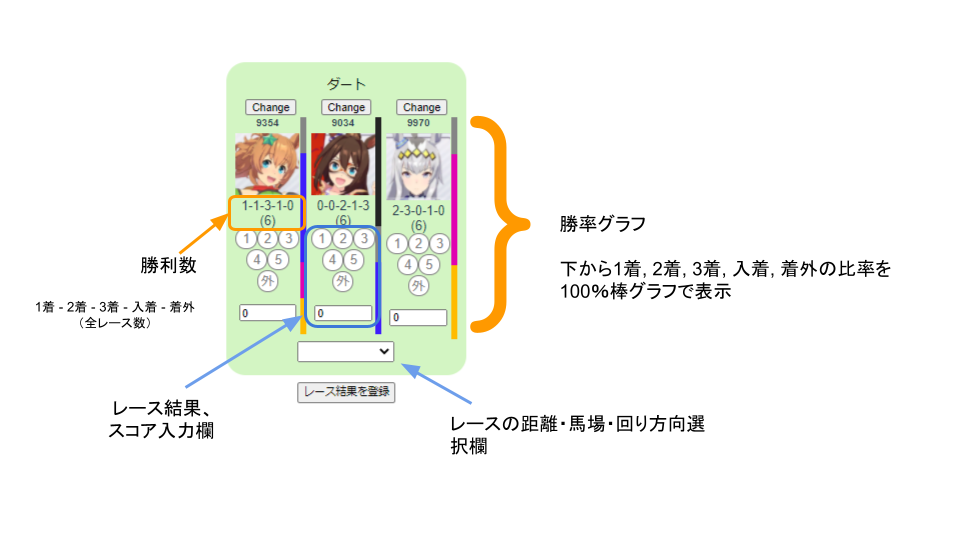 ダート
Change Change Change
9354 9034 9970
1-1-3-1-0 0-0-2-1-3 2-3-0-1-0
(6) (6) (6)
1 2 3 1 2 3 1 2 3
4 5 4 5 4 5
外 外 外
0 0 0
レース結果を登録
勝利数
1着 - 2着 - 3着 - 入着 - 着外
（全レース数）
レース結果、
スコア入力欄
レースの距離・馬場・回り方向選
択欄
勝率グラフ
下から1着, 2着, 3着, 入着, 着外の比率を
100％棒グラフで表示